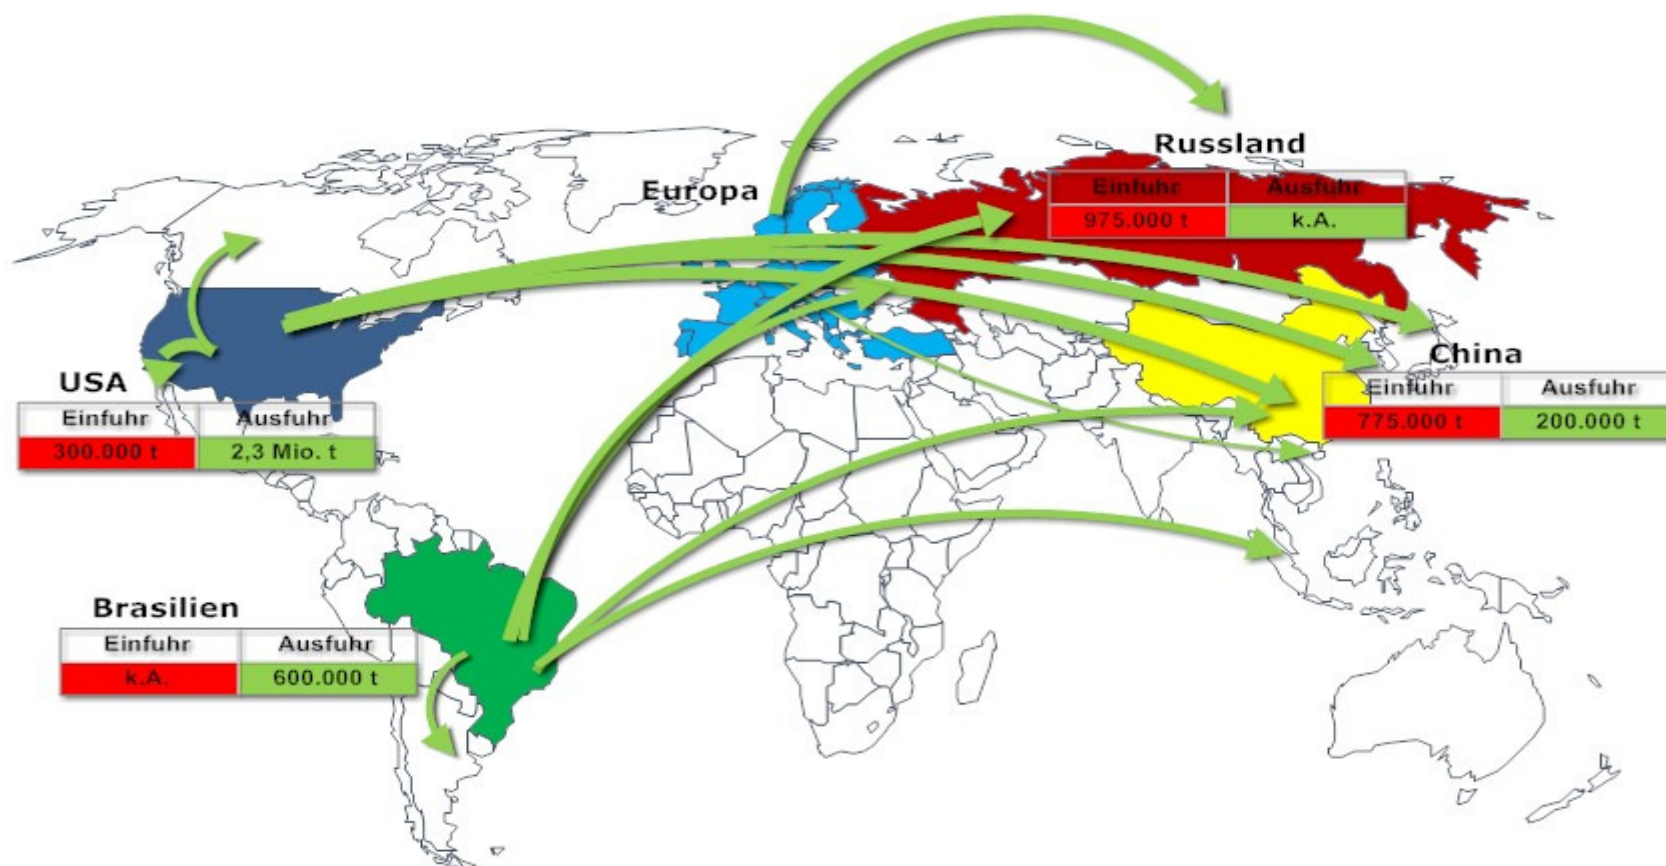 Russland
Einfuhr Ausfuhr
975.000 t k.A.
Europa
China
Einfuhr Ausfuhr
775.000 t 200.000 t
USA
Einfuhr Ausfuhr
300.000 t 2,3 Mio. t
Brasilien
Einfuhr Ausfuhr
k.A. 600.000 t